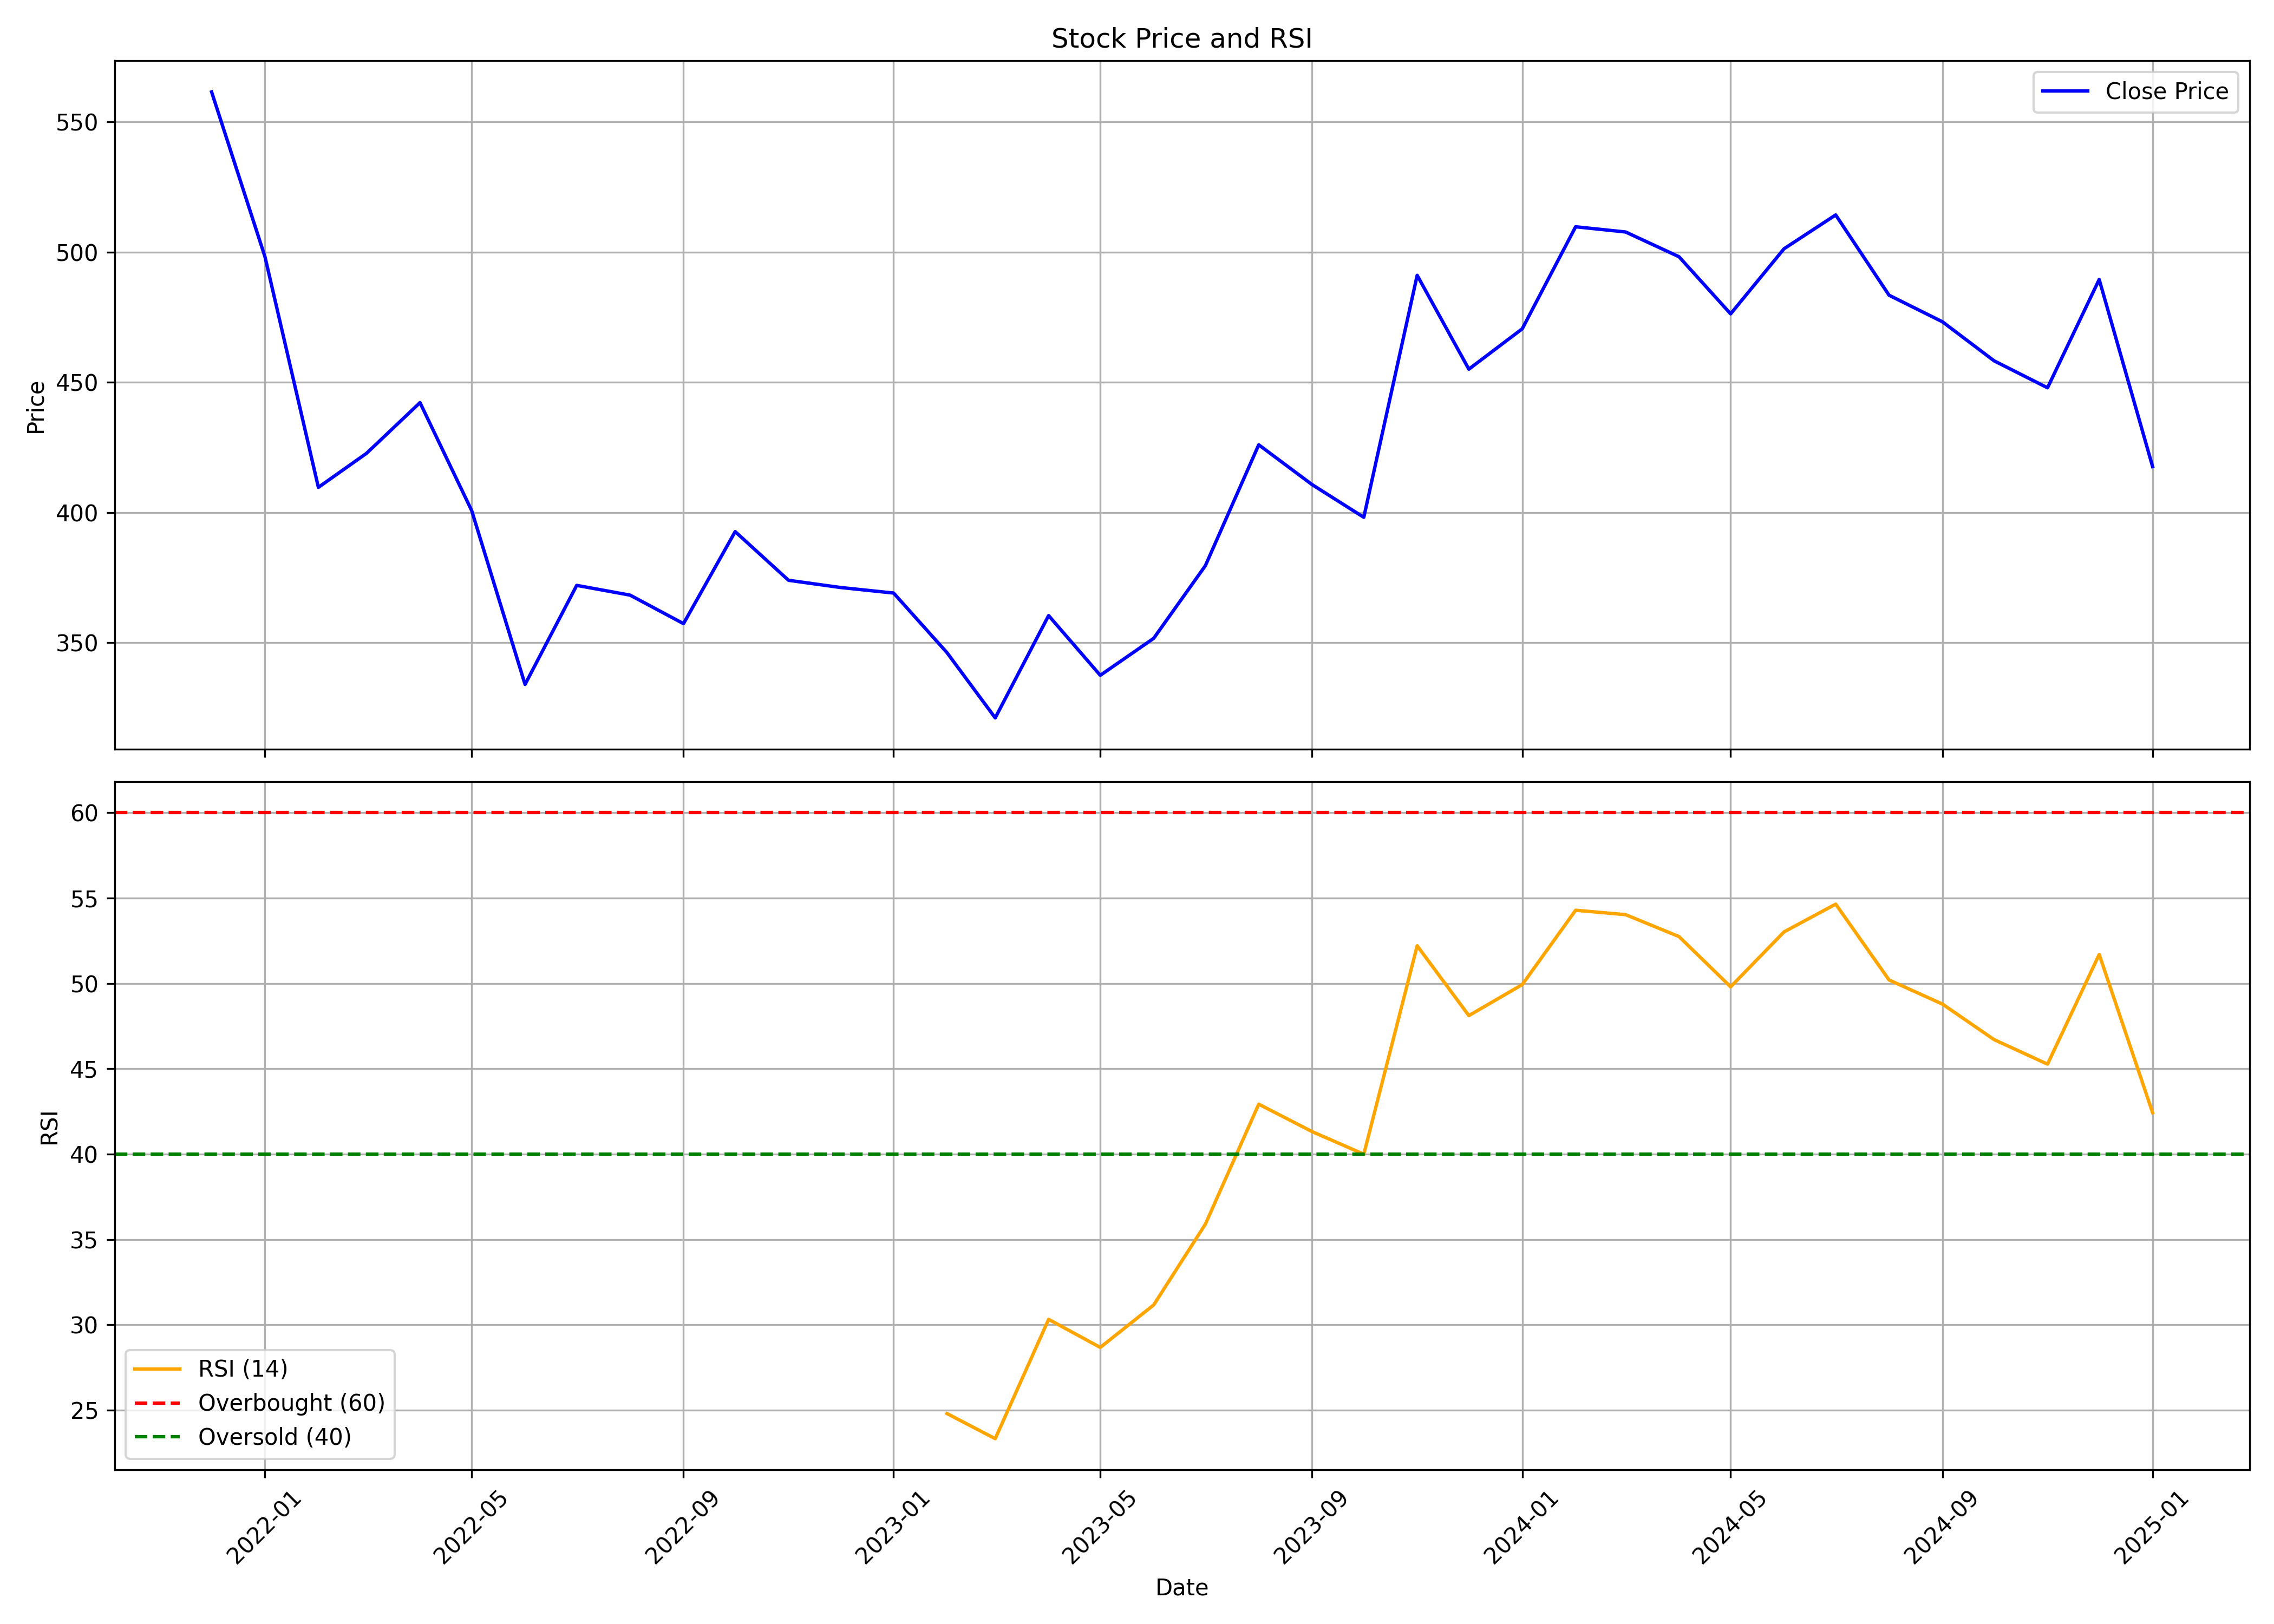 Stock Price and RSI
Close Price
Price
550
500
450
400
350
RSI
60
55
50
45
40
35
30
25
RSI (14)
Overbought (60)
Oversold (40)
2022-01
2022-05
2022-09
2023-01
2023-05
2023-09
2024-01
2024-05
2024-09
2025-01
Date